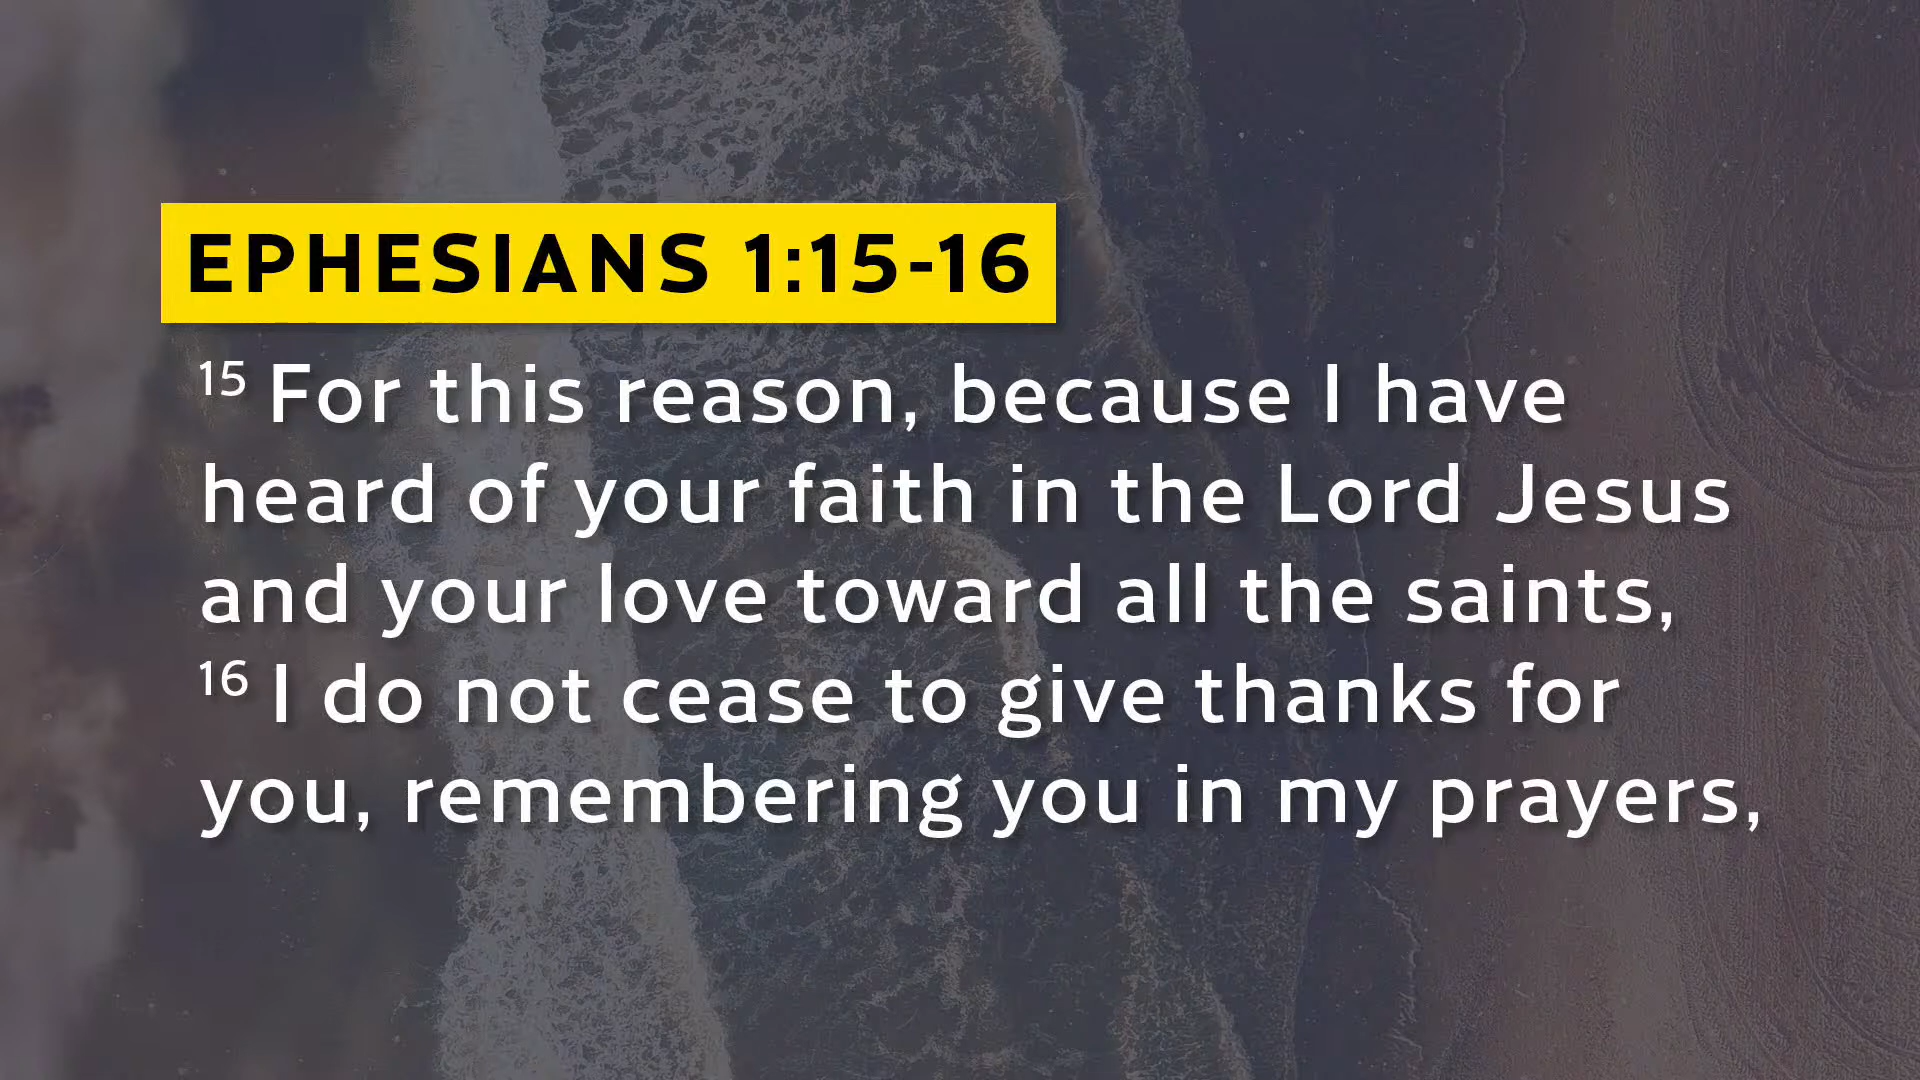 EPHESIANS 1:15-16
15 For this reason, because I have
heard of your faith in the Lord Jesus
and your love toward all the saints,
16 I do not cease to give thanks for
you, remembering you in my prayers,